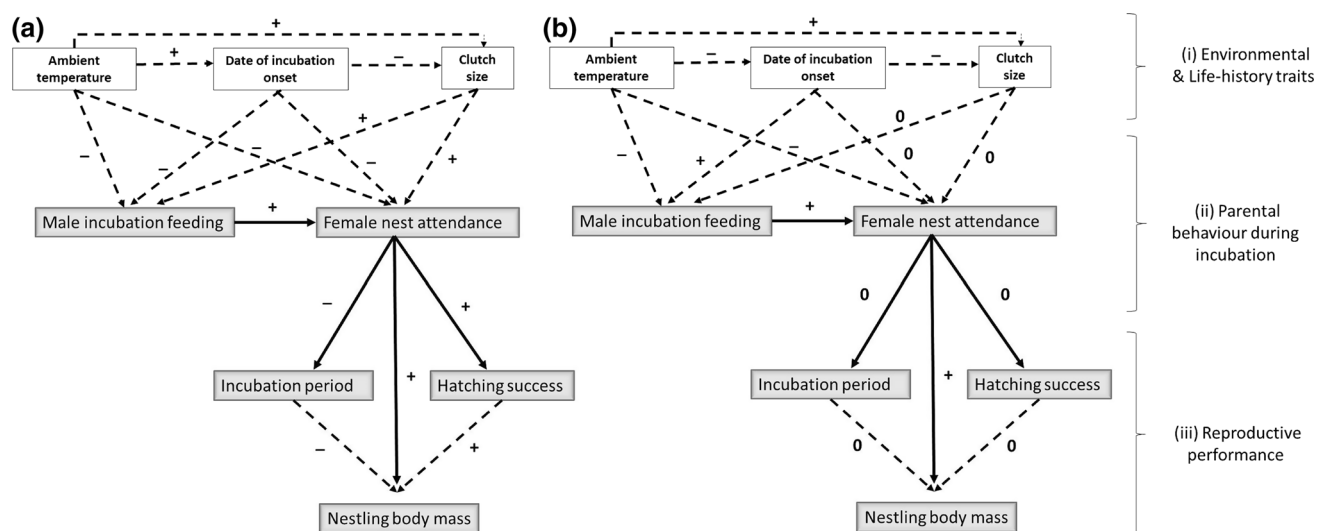 (a)
+
Ambient
temperature
+
Date of incubation
onset
–
Clutch
size
+
–
–
–
–
+
Male incubation feeding
+
Female nest attendance
–
+
+
Incubation period
Hatching success
–
+
Nestling body mass
(b)
+
Ambient
temperature
–
Date of incubation
onset
–
Clutch
size
0
–
+
–
0
0
Male incubation feeding
+
Female nest attendance
0
0
+
Incubation period
Hatching success
0
0
Nestling body mass
(i) Environmental
& Life-history traits
(ii) Parental
behaviour during
incubation
(iii) Reproductive
performance